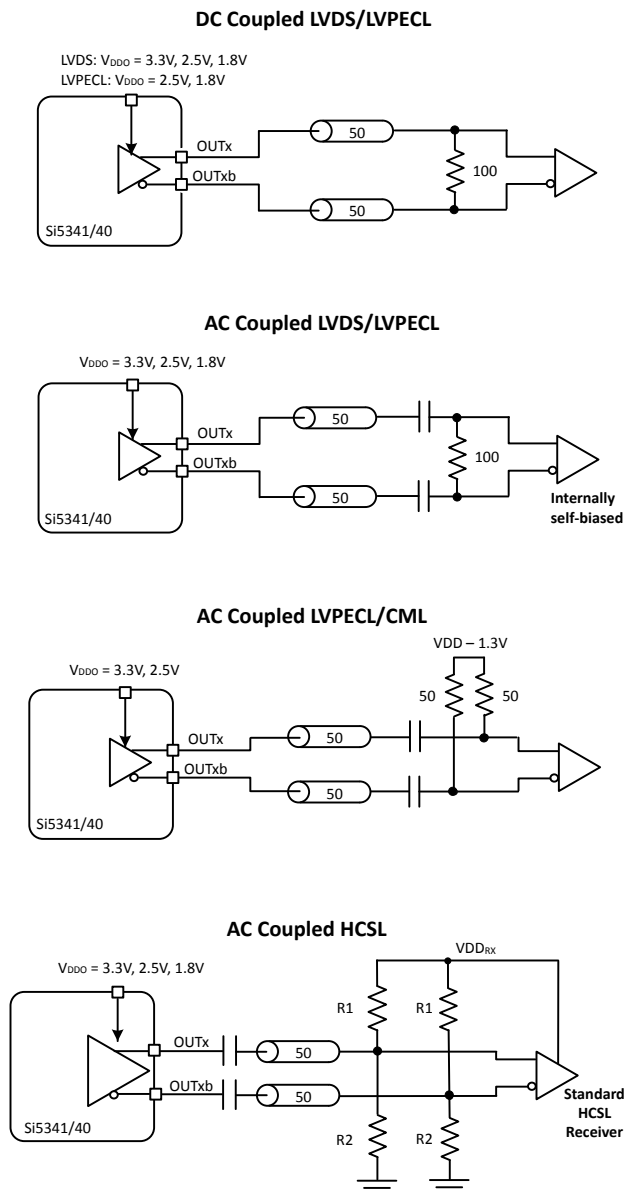 DC Coupled LVDS/LVPECL
LVDS: VDDO = 3.3V, 2.5V, 1.8V
LVPECL: VDDO = 2.5V, 1.8V
OUTx
50
100
OUTxb
50
Si5341/40
AC Coupled LVDS/LVPECL
VDDO = 3.3V, 2.5V, 1.8V
OUTx
50
100
OUTxb
50
Internally
self-biased
Si5341/40
AC Coupled LVPECL/CML
VDD – 1.3V
VDDO = 3.3V, 2.5V
50
50
OUTx
50
OUTxb
50
Si5341/40
AC Coupled HCSL
VDDRX
VDDO = 3.3V, 2.5V, 1.8V
R1
R1
OUTx
50
OUTxb
50
Standard
HCSL
Receiver
R2
R2
Si5341/40